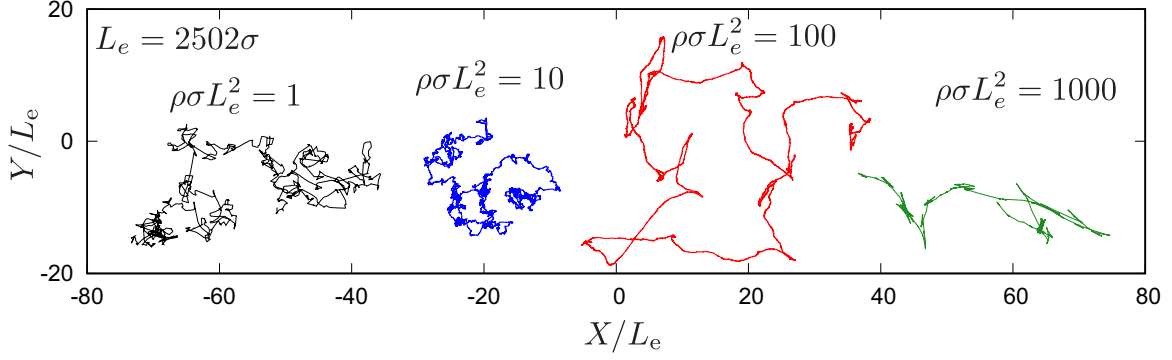 20
L_e = 2502σ
ρσL_e^2 = 100
ρσL_e^2 = 10
ρσL_e^2 = 1
ρσL_e^2 = 1000
Y/L_e
0
-20
-80 -60 -40 -20 0 20 40 60 80
X/L_e